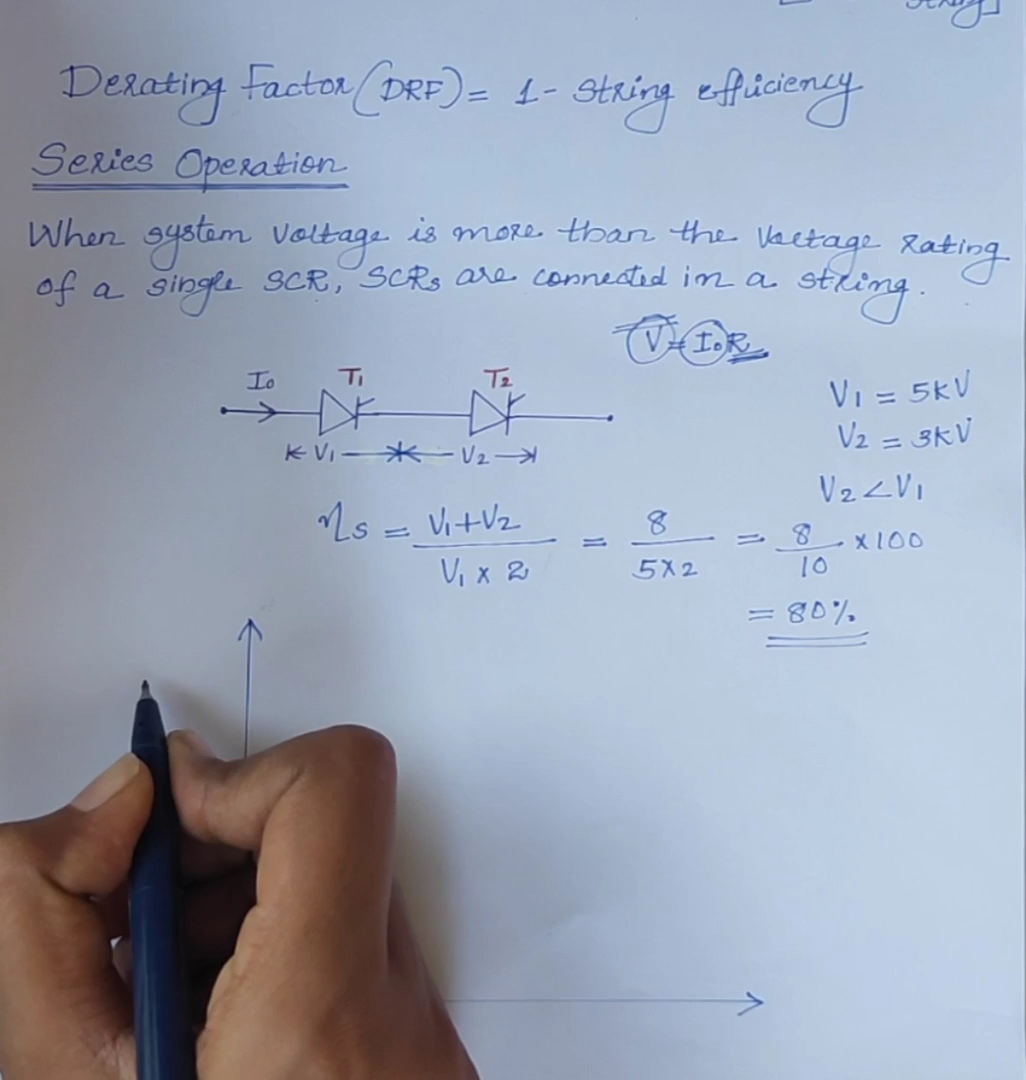 Derating Factor (DRF) = 1 - String efficiency
Series Operation
When system voltage is more than the Voltage Rating
of a single SCR, SCRs are connected in a string.
V = I₀R
I₀ T₁ T₂
V₁ V₂
V₁ = 5KV
V₂ = 3KV
V₂ < V₁
ηs = V₁+V₂ / V₁ x 2 = 8 / 5x2 = 8 / 10 x100
= 80%